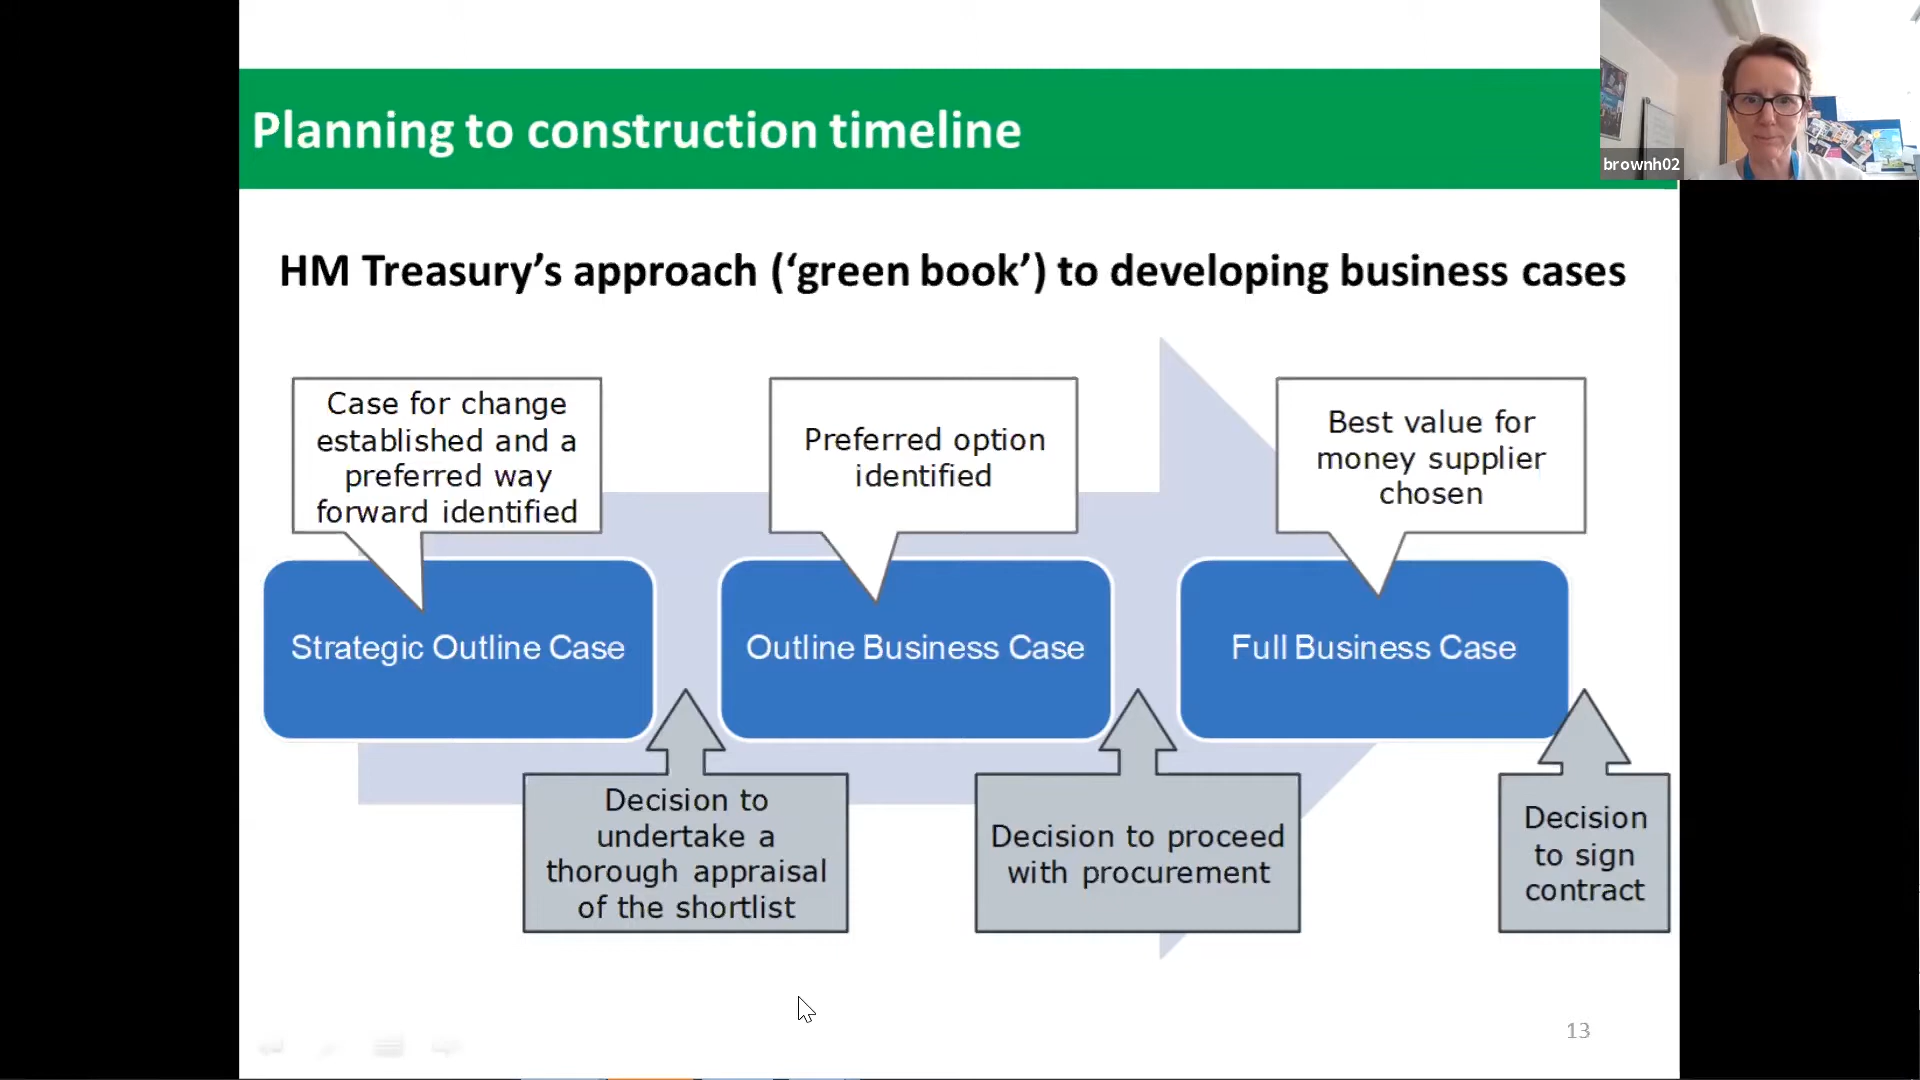 Planning to construction timeline
brownh02
HM Treasury’s approach (‘green book’) to developing business cases
Case for change
established and a
preferred way
forward identified
Preferred option
identified
Best value for
money supplier
chosen
Strategic Outline Case
Outline Business Case
Full Business Case
Decision to
undertake a
thorough appraisal
of the shortlist
Decision to proceed
with procurement
Decision
to sign
contract
13